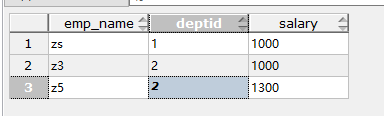 emp_name deptid salary
1 zs 1 1000
2 z3 2 1000
3 z5 2 1300